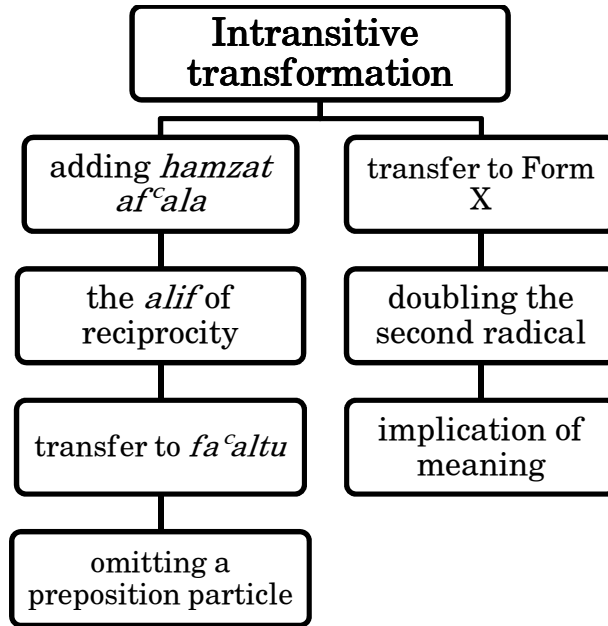 Intransitive
transformation
adding hamzat
afᶜala
the alif of
reciprocity
transfer to faᶜaltu
omitting a
preposition particle
transfer to Form
X
doubling the
second radical
implication of
meaning